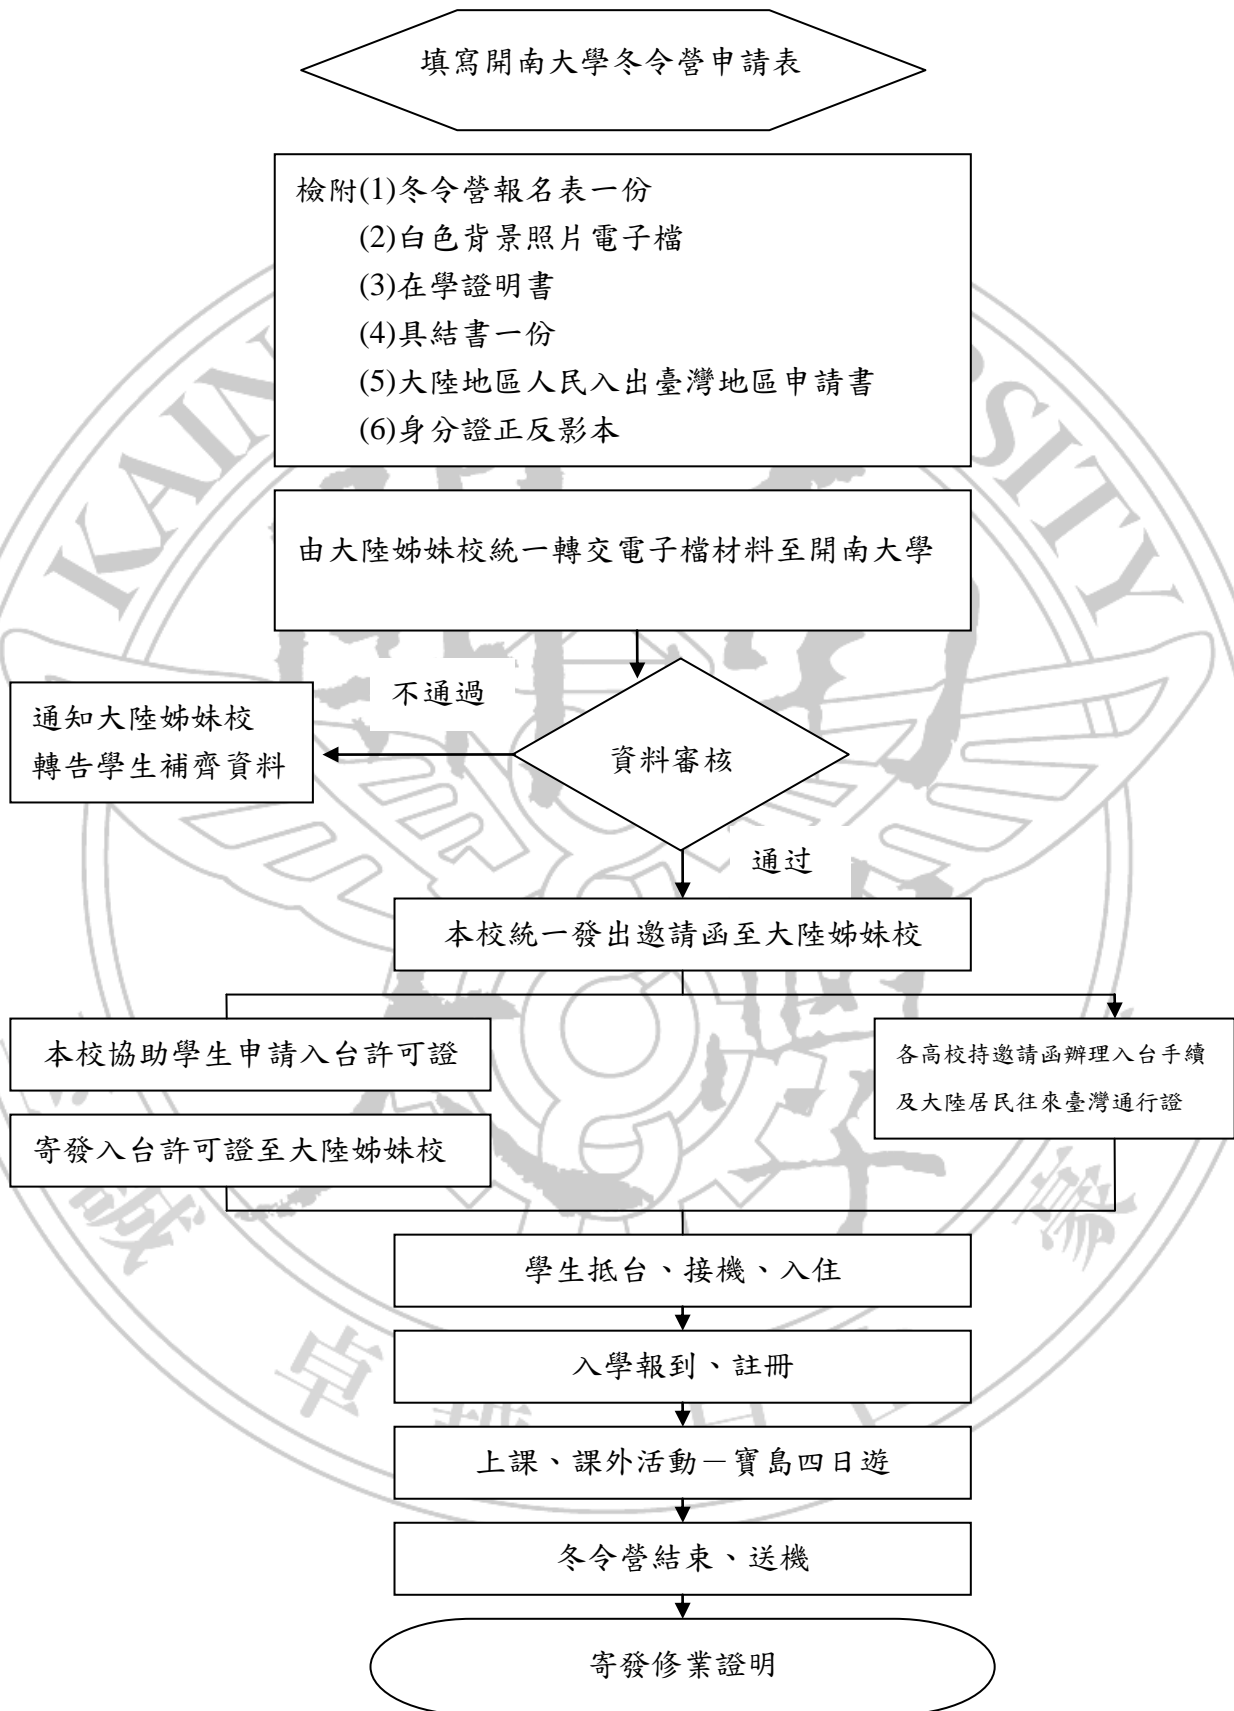 填寫開南大學冬令營申請表
檢附(1)冬令營報名表一份
(2)白色背景照片電子檔
(3)在學證明書
(4)具結書一份
(5)大陸地區人民入出臺灣地區申請書
(6)身分證正反影本
由大陸姊妹校統一轉交電子檔材料至開南大學
不通過
通知大陸姊妹校
轉告學生補齊資料
資料審核
通过
本校統一發出邀請函至大陸姊妹校
本校協助學生申請入台許可證
各高校持邀請函辦理入台手續
及大陸居民往來臺灣通行證
寄發入台許可證至大陸姊妹校
學生抵台、接機、入住
入學報到、註冊
上課、課外活動－寶島四日遊
冬令營結束、送機
寄發修業證明